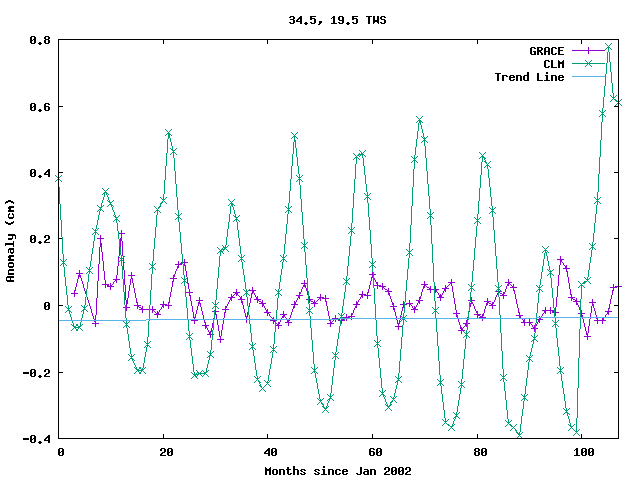 34.5, 19.5 TWS
GRACE
CLM
Trend Line
Anomaly (cm)
0.8
0.6
0.4
0.2
0
-0.2
-0.4
0 20 40 60 80 100
Months since Jan 2002